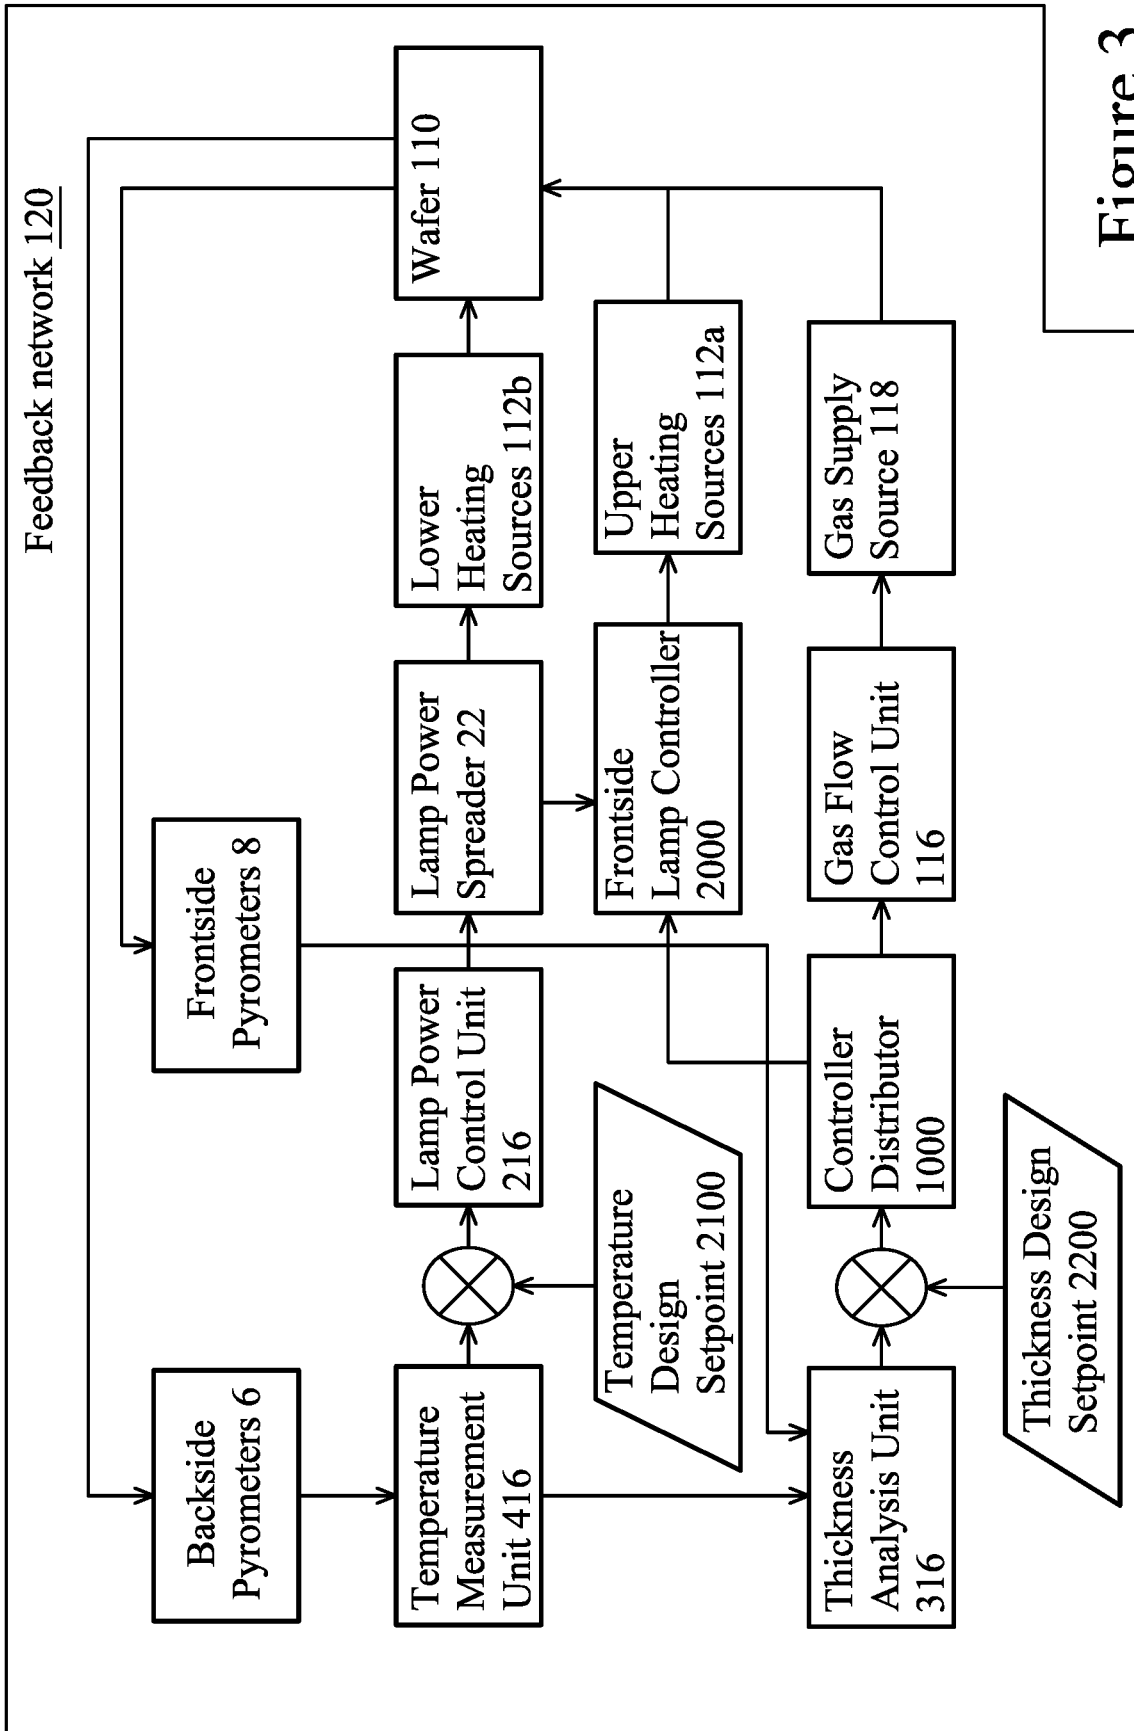 Feedback network 120
Backside
Pyrometers 6
Frontside
Pyrometers 8
Temperature
Measurement
Unit 416
Lamp Power
Control Unit
216
Lamp Power
Spreader 22
Lower
Heating
Sources 112b
Wafer 110
Temperature
Design
Setpoint 2100
Frontside
Lamp Controller
2000
Upper
Heating
Sources 112a
Thickness
Analysis Unit
316
Controller
Distributor
1000
Gas Flow
Control Unit
116
Gas Supply
Source 118
Thickness Design
Setpoint 2200
Figure 3